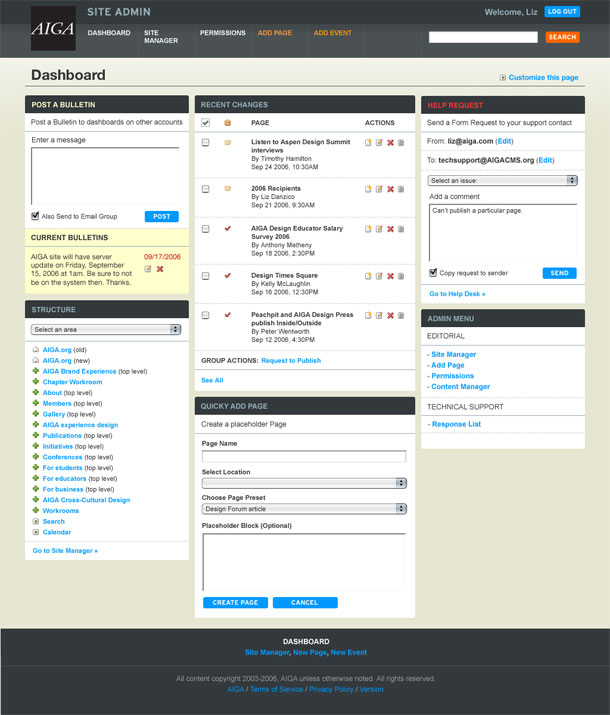 AIGA
SITE ADMIN
Welcome, Liz
LOG OUT
DASHBOARD
SITE
MANAGER
PERMISSIONS
ADD PAGE
ADD EVENT
SEARCH
Dashboard
Customize this page
POST A BULLETIN
Post a Bulletin to dashboards on other accounts
Enter a message
Also Send to Email Group
POST
CURRENT BULLETINS
AIGA site will have server
update on Friday, September
15, 2006 at 1am. Be sure to not
be on the system then. Thanks.
09/17/2006
STRUCTURE
Select an area
AIGA.org (old)
AIGA.org (new)
AIGA Brand Experience (top level)
Chapter Workroom
About (top level)
Members (top level)
Gallery (top level)
AIGA experience design
Publications (top level)
Initiatives (top level)
Conferences (top level)
For students (top level)
For educators (top level)
For business (top level)
AIGA Cross-Cultural Design
Workrooms
Search
Calendar
Go to Site Manager »
RECENT CHANGES
PAGE
ACTIONS
Listen to Aspen Design Summit
interviews
By Timothy Hamilton
Sep 24 2006, 10:30AM
2006 Recipients
By Liz Danzico
Sep 21 2006, 9:30AM
AIGA Design Educator Salary
Survey 2006
By Anthony Metheny
Sep 18 2006, 2:30PM
Design Times Square
By Kelly McLaughlin
Sep 16 2006, 12:30PM
Peachpit and AIGA Design Press
publish Inside/Outside
By Peter Wentworth
Sep 12 2006, 4:30PM
GROUP ACTIONS: Request to Publish
See All
QUICKY ADD PAGE
Create a placeholder Page
Page Name
Select Location
Choose Page Preset
Design Forum article
Placeholder Block (Optional)
CREATE PAGE
CANCEL
HELP REQUEST
Send a Form Request to your support contact
From: liz@aiga.com (Edit)
To: techsupport@AIGACMS.org (Edit)
Select an issue:
Add a comment
Can't publish a particular page.
Copy request to sender
SEND
Go to Help Desk »
ADMIN MENU
EDITORIAL
- Site Manager
- Add Page
- Permissions
- Content Manager
TECHNICAL SUPPORT
- Response List
DASHBOARD
Site Manager, New Page, New Event
All content copyright 2003-2006, AIGA unless otherwise noted. All rights reserved.
AIGA / Terms of Service / Privacy Policy / Version